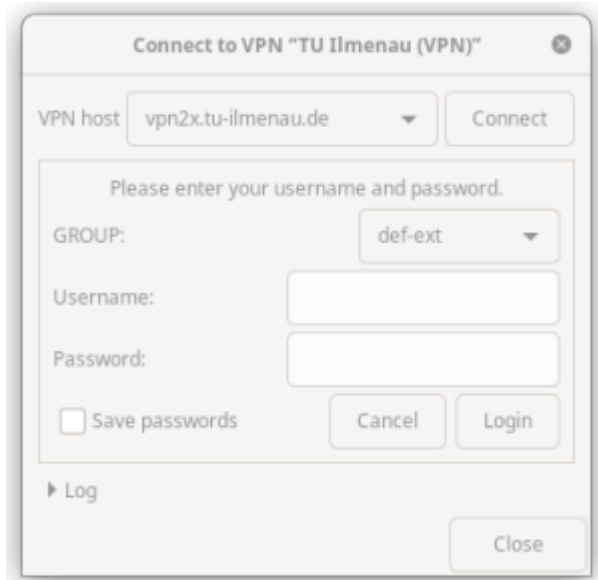 Connect to VPN “TU Ilmenau (VPN)”
VPN host vpn2x.tu-ilmenau.de Connect
Please enter your username and password.
GROUP: def-ext
Username:
Password:
Save passwords Cancel Login
Log
Close